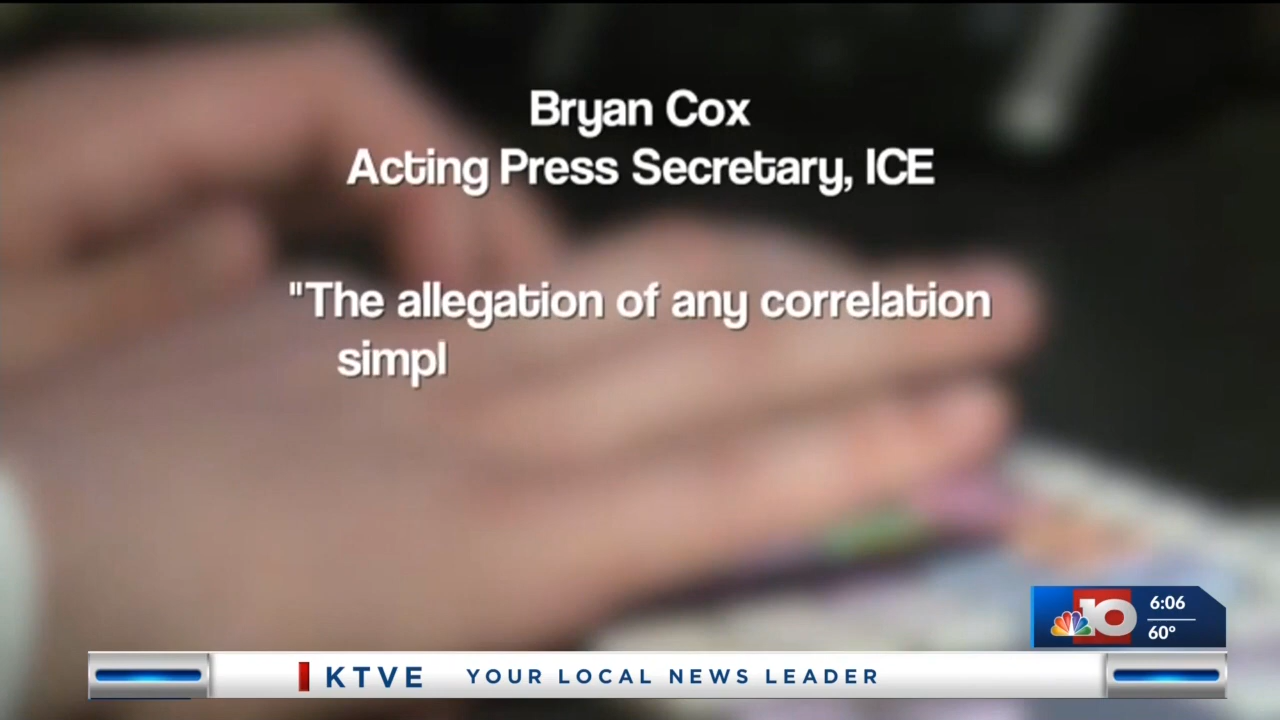 Bryan Cox
Acting Press Secretary, ICE
"The allegation of any correlation
simpl
10
6:06
60°
KTVE YOUR LOCAL NEWS LEADER